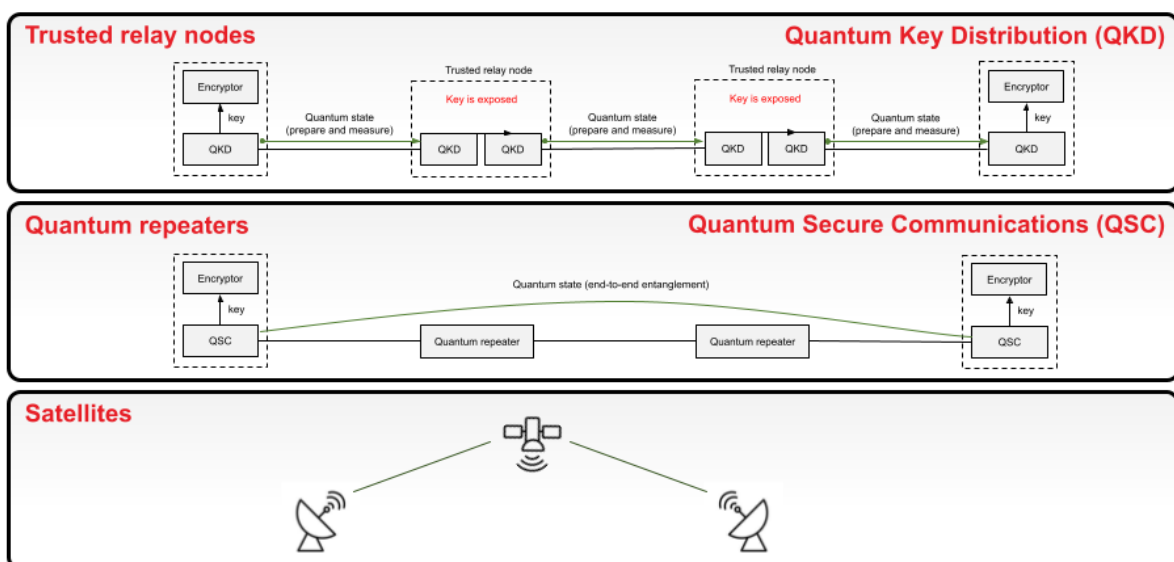 Trusted relay nodes
Quantum Key Distribution (QKD)
Trusted relay node
Trusted relay node
Encryptor
Key is exposed
Key is exposed
Encryptor
key
Quantum state
(prepare and measure)
Quantum state
(prepare and measure)
Quantum state
(prepare and measure)
key
QKD
QKD
QKD
QKD
QKD
QKD
Quantum repeaters
Quantum Secure Communications (QSC)
Encryptor
Quantum state (end-to-end entanglement)
Encryptor
key
key
QSC
Quantum repeater
Quantum repeater
QSC
Satellites